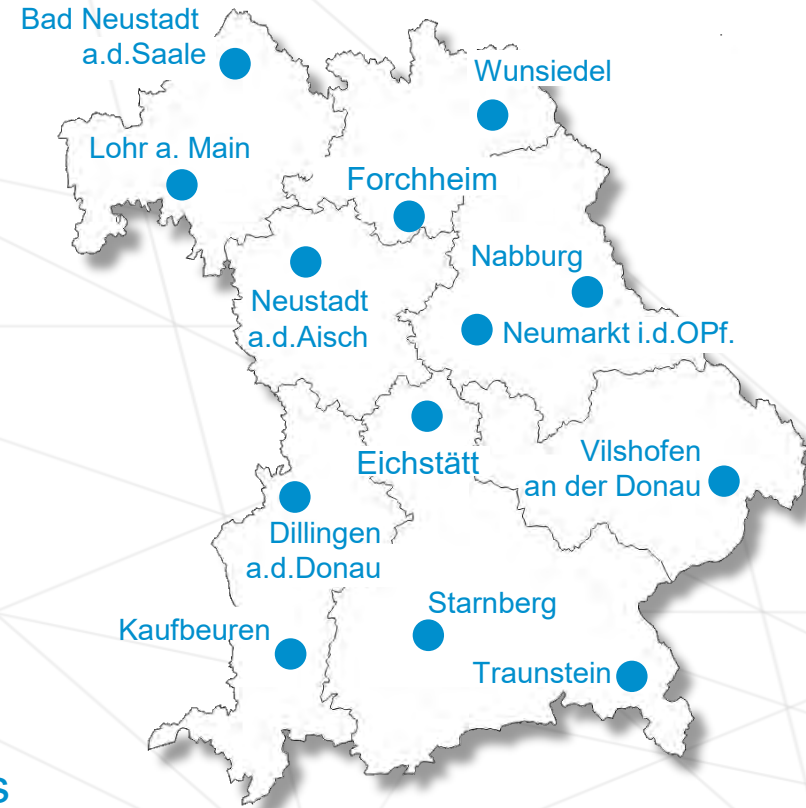 Bad Neustadt
a.d.Saale
Wunsiedel
Lohr a. Main
Forchheim
Nabburg
Neustadt
a.d.Aisch
Neumarkt i.d.OPf.
Eichstätt
Vilshofen
an der Donau
Dillingen
a.d.Donau
Starnberg
Kaufbeuren
Traunstein
s